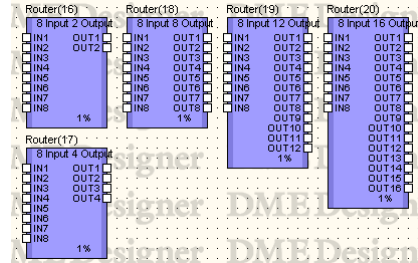 Router(16)
8 Input 2 Output
IN1 OUT1
IN2 OUT2
IN3
IN4
IN5
IN6
IN7
IN8
1%
Router(18)
8 Input 8 Output
IN1 OUT1
IN2 OUT2
IN3 OUT3
IN4 OUT4
IN5 OUT5
IN6 OUT6
IN7 OUT7
IN8 OUT8
1%
Router(19)
8 Input 12 Output
IN1 OUT1
IN2 OUT2
IN3 OUT3
IN4 OUT4
IN5 OUT5
IN6 OUT6
IN7 OUT7
IN8 OUT8
OUT9
OUT10
OUT11
OUT12
1%
Router(20)
8 Input 16 Output
IN1 OUT1
IN2 OUT2
IN3 OUT3
IN4 OUT4
IN5 OUT5
IN6 OUT6
IN7 OUT7
IN8 OUT8
OUT9
OUT10
OUT11
OUT12
OUT13
OUT14
OUT15
OUT16
1%
Router(17)
8 Input 4 Output
IN1 OUT1
IN2 OUT2
IN3 OUT3
IN4 OUT4
IN5
IN6
IN7
IN8
1%
DME Design
DME Design